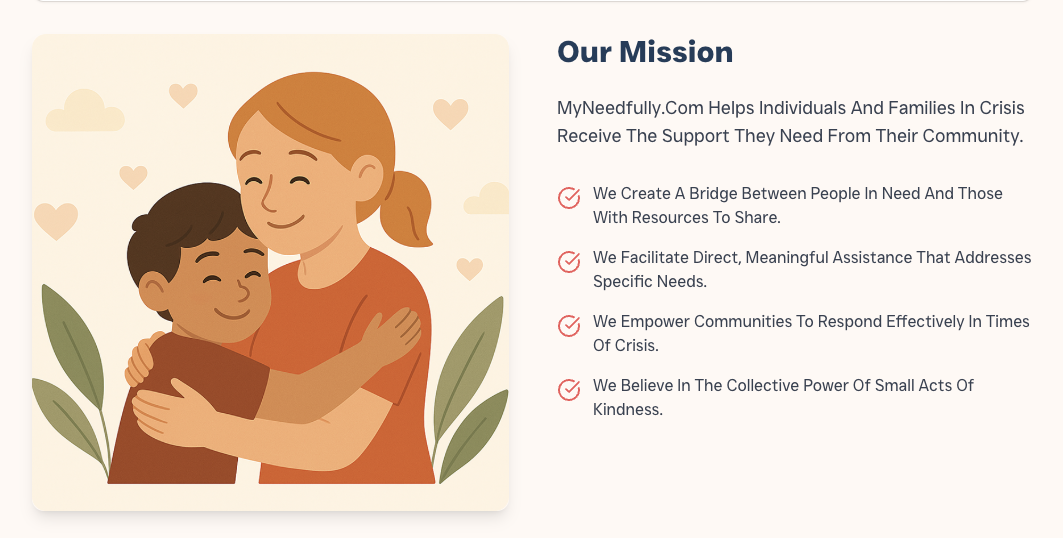 Our Mission
MyNeedfully.Com Helps Individuals And Families In Crisis
Receive The Support They Need From Their Community.
We Create A Bridge Between People In Need And Those
With Resources To Share.
We Facilitate Direct, Meaningful Assistance That Addresses
Specific Needs.
We Empower Communities To Respond Effectively In Times
Of Crisis.
We Believe In The Collective Power Of Small Acts Of
Kindness.